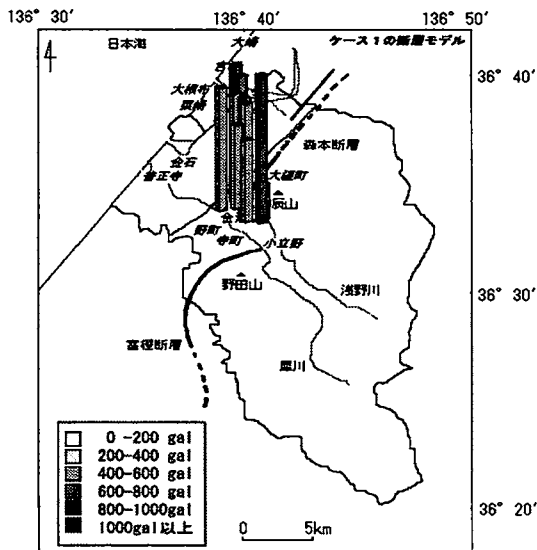 136° 30′
136° 40′
136° 50′
日本海
大崎
ケース1の断層モデル
36° 40′
大根布
粟崎
森本断層
金石
普正寺
大樋町
辰山
野町
寺町
小立野
野田山
浅野川
36° 30′
富樫断層
犀川
0 -200 gal
200-400 gal
400-600 gal
600-800 gal
800-1000gal
1000gal以上
0 5km
36° 20′